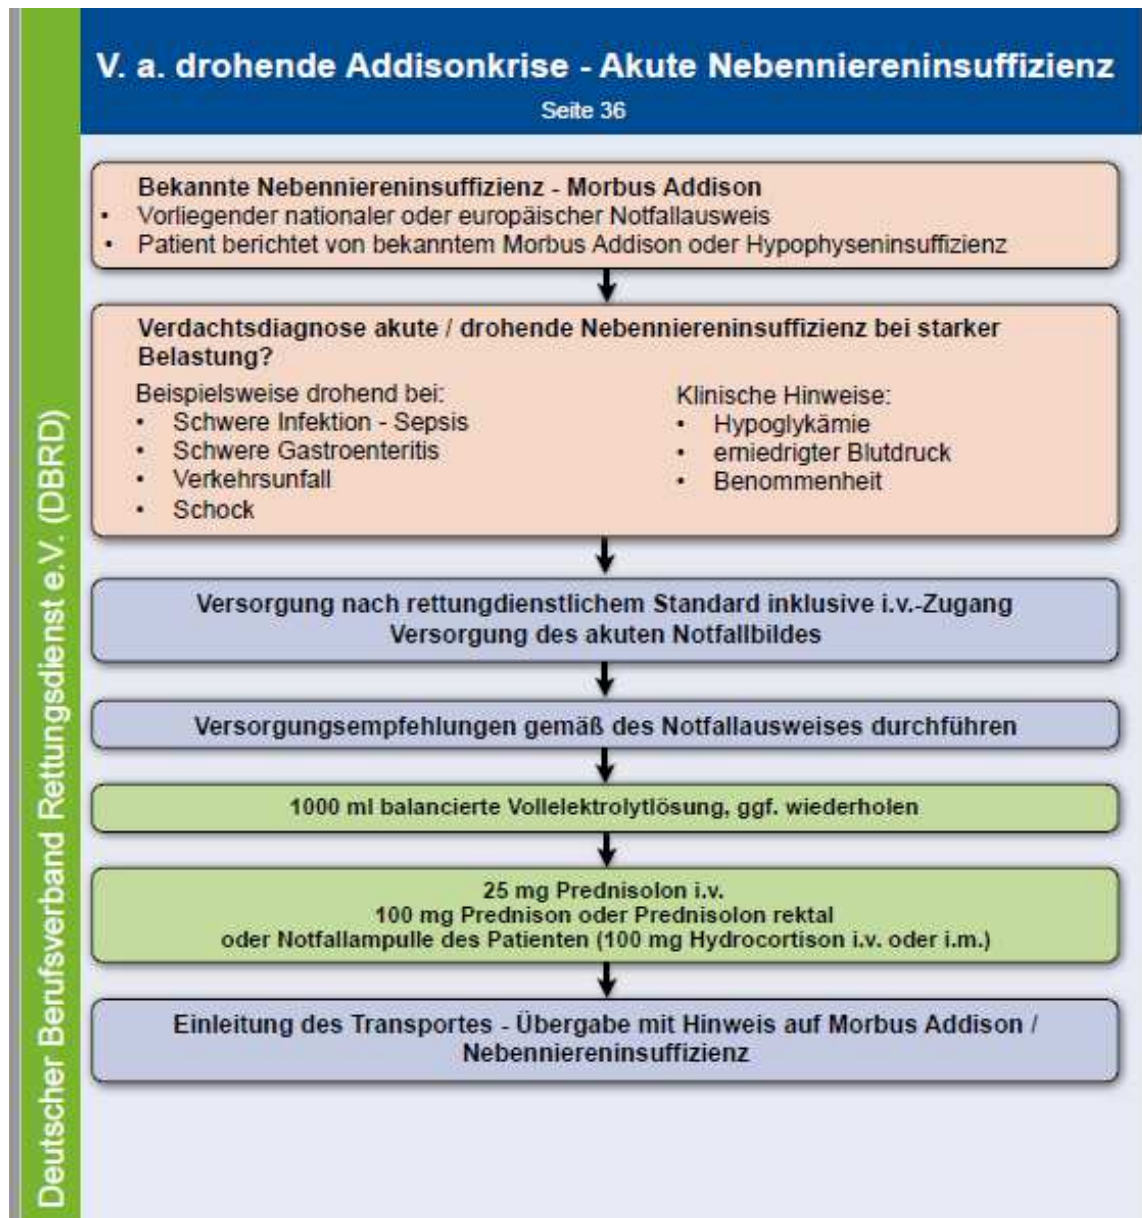 V. a. drohende Addisonkrise - Akute Nebenniereninsuffizienz
Seite 36
Bekannte Nebenniereninsuffizienz - Morbus Addison
• Vorliegender nationaler oder europäischer Notfallausweis
• Patient berichtet von bekanntem Morbus Addison oder Hypophyseninsuffizienz
Verdachtsdiagnose akute / drohende Nebenniereninsuffizienz bei starker
Belastung?
Beispielsweise drohend bei:
• Schwere Infektion - Sepsis
• Schwere Gastroenteritis
• Verkehrsunfall
• Schock
Klinische Hinweise:
• Hypoglykämie
• erniedrigter Blutdruck
• Benommenheit
Versorgung nach rettungdienstlichem Standard inklusive i.v.-Zugang
Versorgung des akuten Notfallbildes
Versorgungsempfehlungen gemäß des Notfallausweises durchführen
1000 ml balancierte Vollelektrolytlösung, ggf. wiederholen
25 mg Prednisolon i.v.
100 mg Prednison oder Prednisolon rektal
oder Notfallampulle des Patienten (100 mg Hydrocortison i.v. oder i.m.)
Einleitung des Transportes - Übergabe mit Hinweis auf Morbus Addison /
Nebenniereninsuffizienz
Deutscher Berufsverband Rettungsdienst e.V. (DBRD)